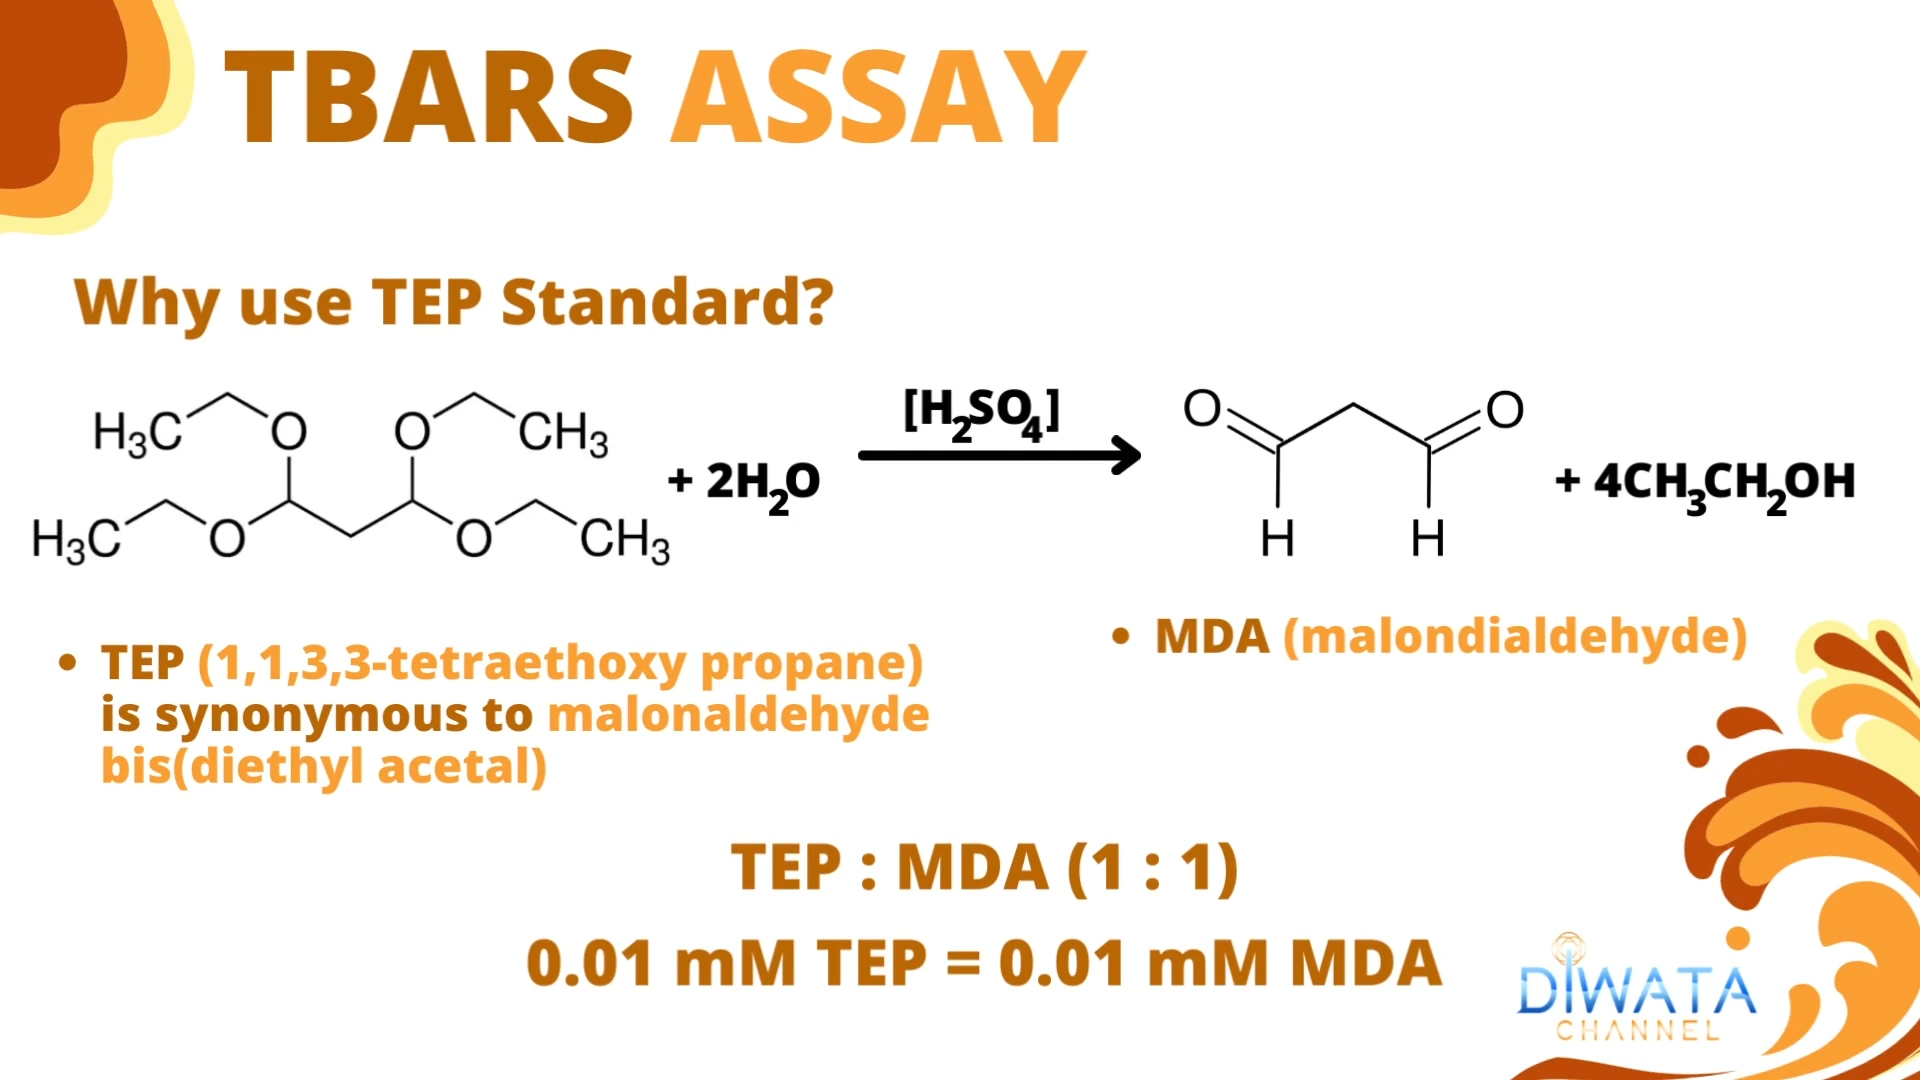 TBARS ASSAY
Why use TEP Standard?
H₃C O O CH₃
H₃C O O CH₃
+ 2H₂O
[H₂SO₄]
O O
H H
+ 4CH₃CH₂OH
• TEP (1,1,3,3-tetraethoxy propane)
is synonymous to malonaldehyde
bis(diethyl acetal)
• MDA (malondialdehyde)
TEP : MDA (1 : 1)
0.01 mM TEP = 0.01 mM MDA
DIWATA
CHANNEL